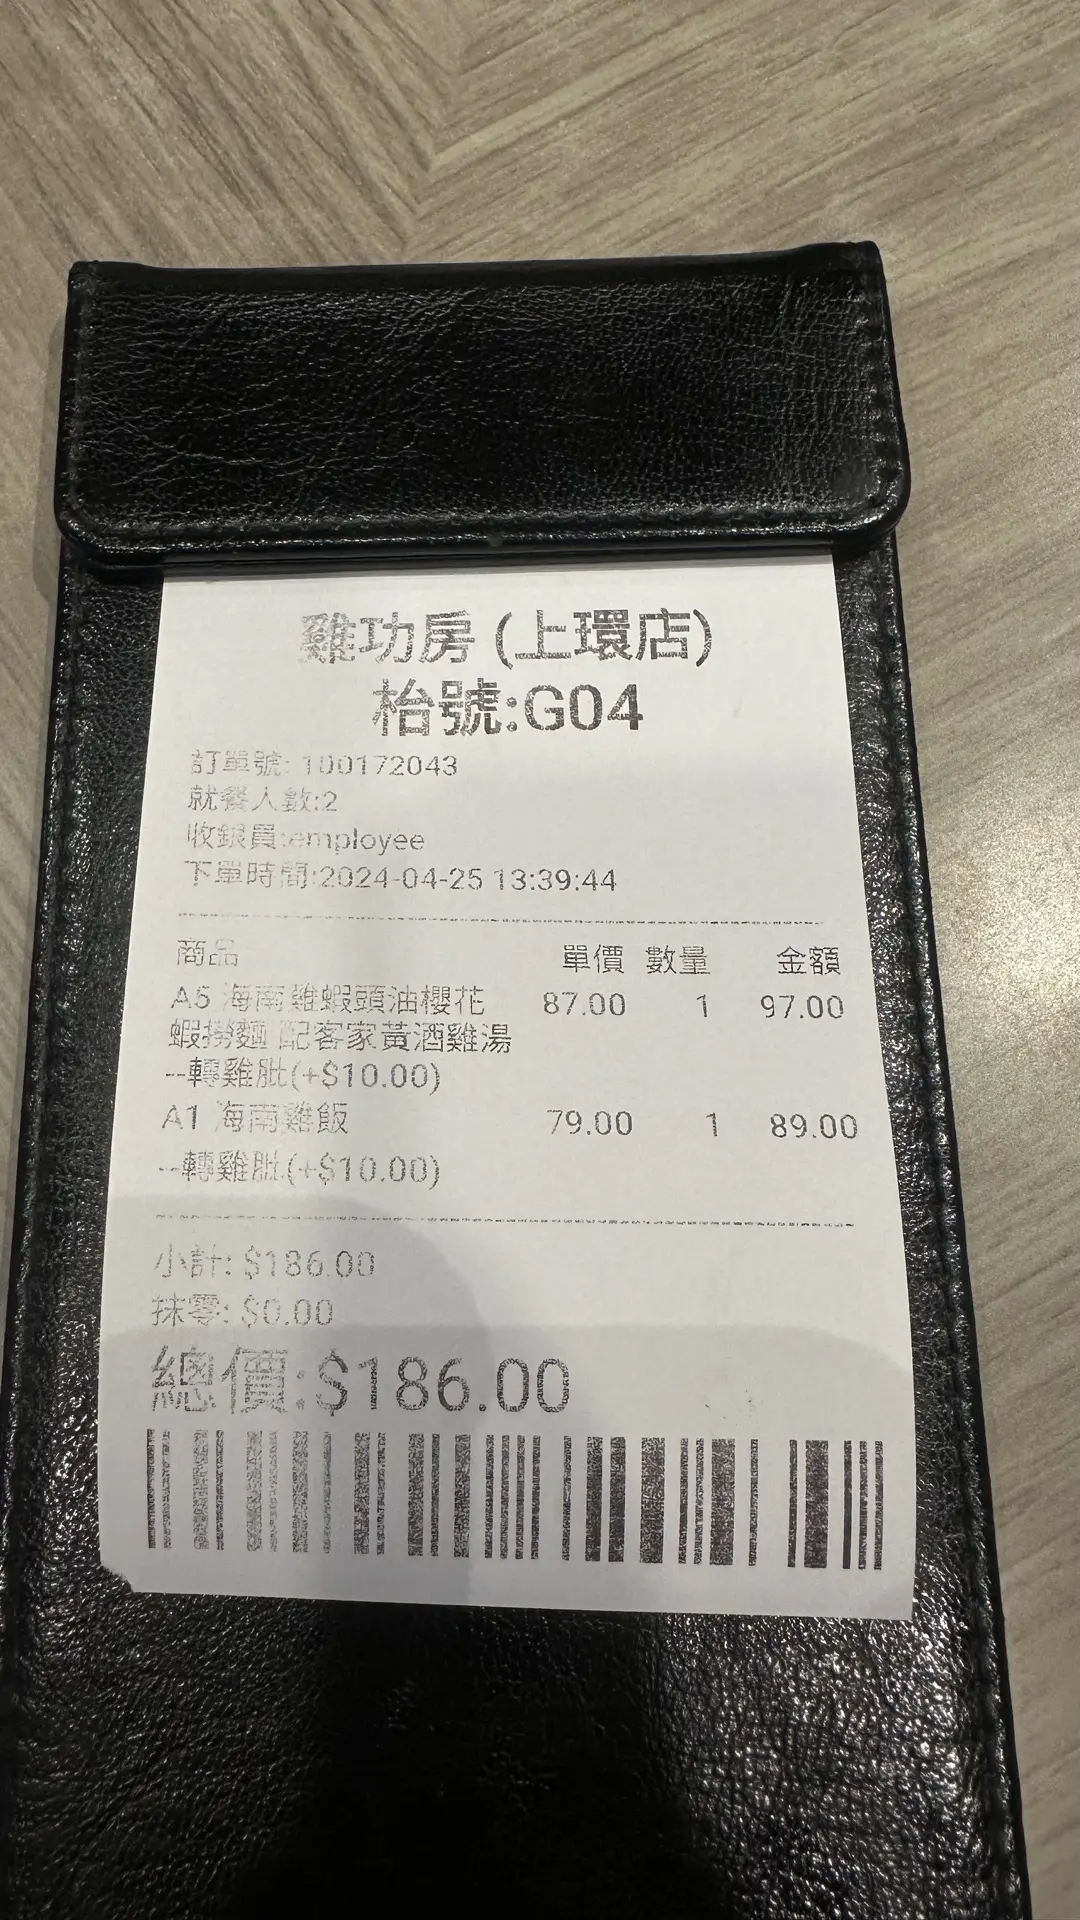 雞功房 (上環店)
枱號:G04
訂單號: 100172043
就餐人數:2
收銀員:employee
下單時間:2024-04-25 13:39:44
商品 單價 數量 金額
A5 海南雞蝦頭油櫻花 87.00 1 97.00
蝦撈麵 配客家黃酒雞湯
--轉雞肶(+$10.00)
A1 海南雞飯 79.00 1 89.00
--轉雞肶(+$10.00)
小計: $186.00
抹零: $0.00
總價:$186.00